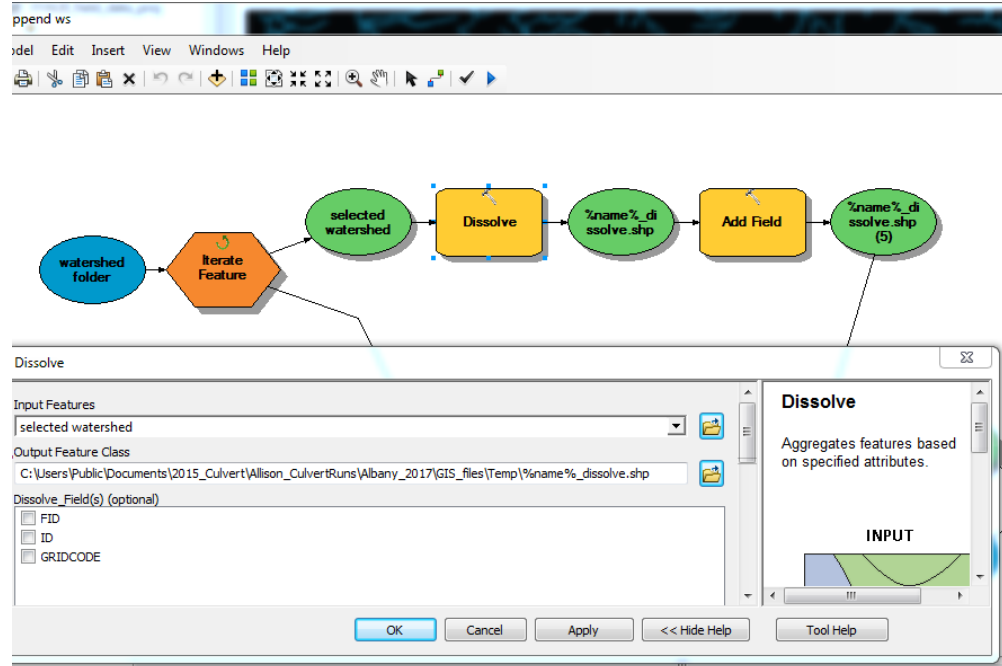 ppend ws
odel Edit Insert View Windows Help
watershed
folder
Iterate
Feature
selected
watershed
Dissolve
%name%_di
ssolve.shp
Add Field
%name%_di
ssolve.shp
(5)
Dissolve
Input Features
selected watershed
Output Feature Class
C:\Users\Public\Documents\2015_Culvert\Allison_CulvertRuns\Albany_2017\GIS_files\Temp\%name%_dissolve.shp
Dissolve_Field(s) (optional)
FID
ID
GRIDCODE
Dissolve
Aggregates features based
on specified attributes.
INPUT
OK Cancel Apply << Hide Help Tool Help